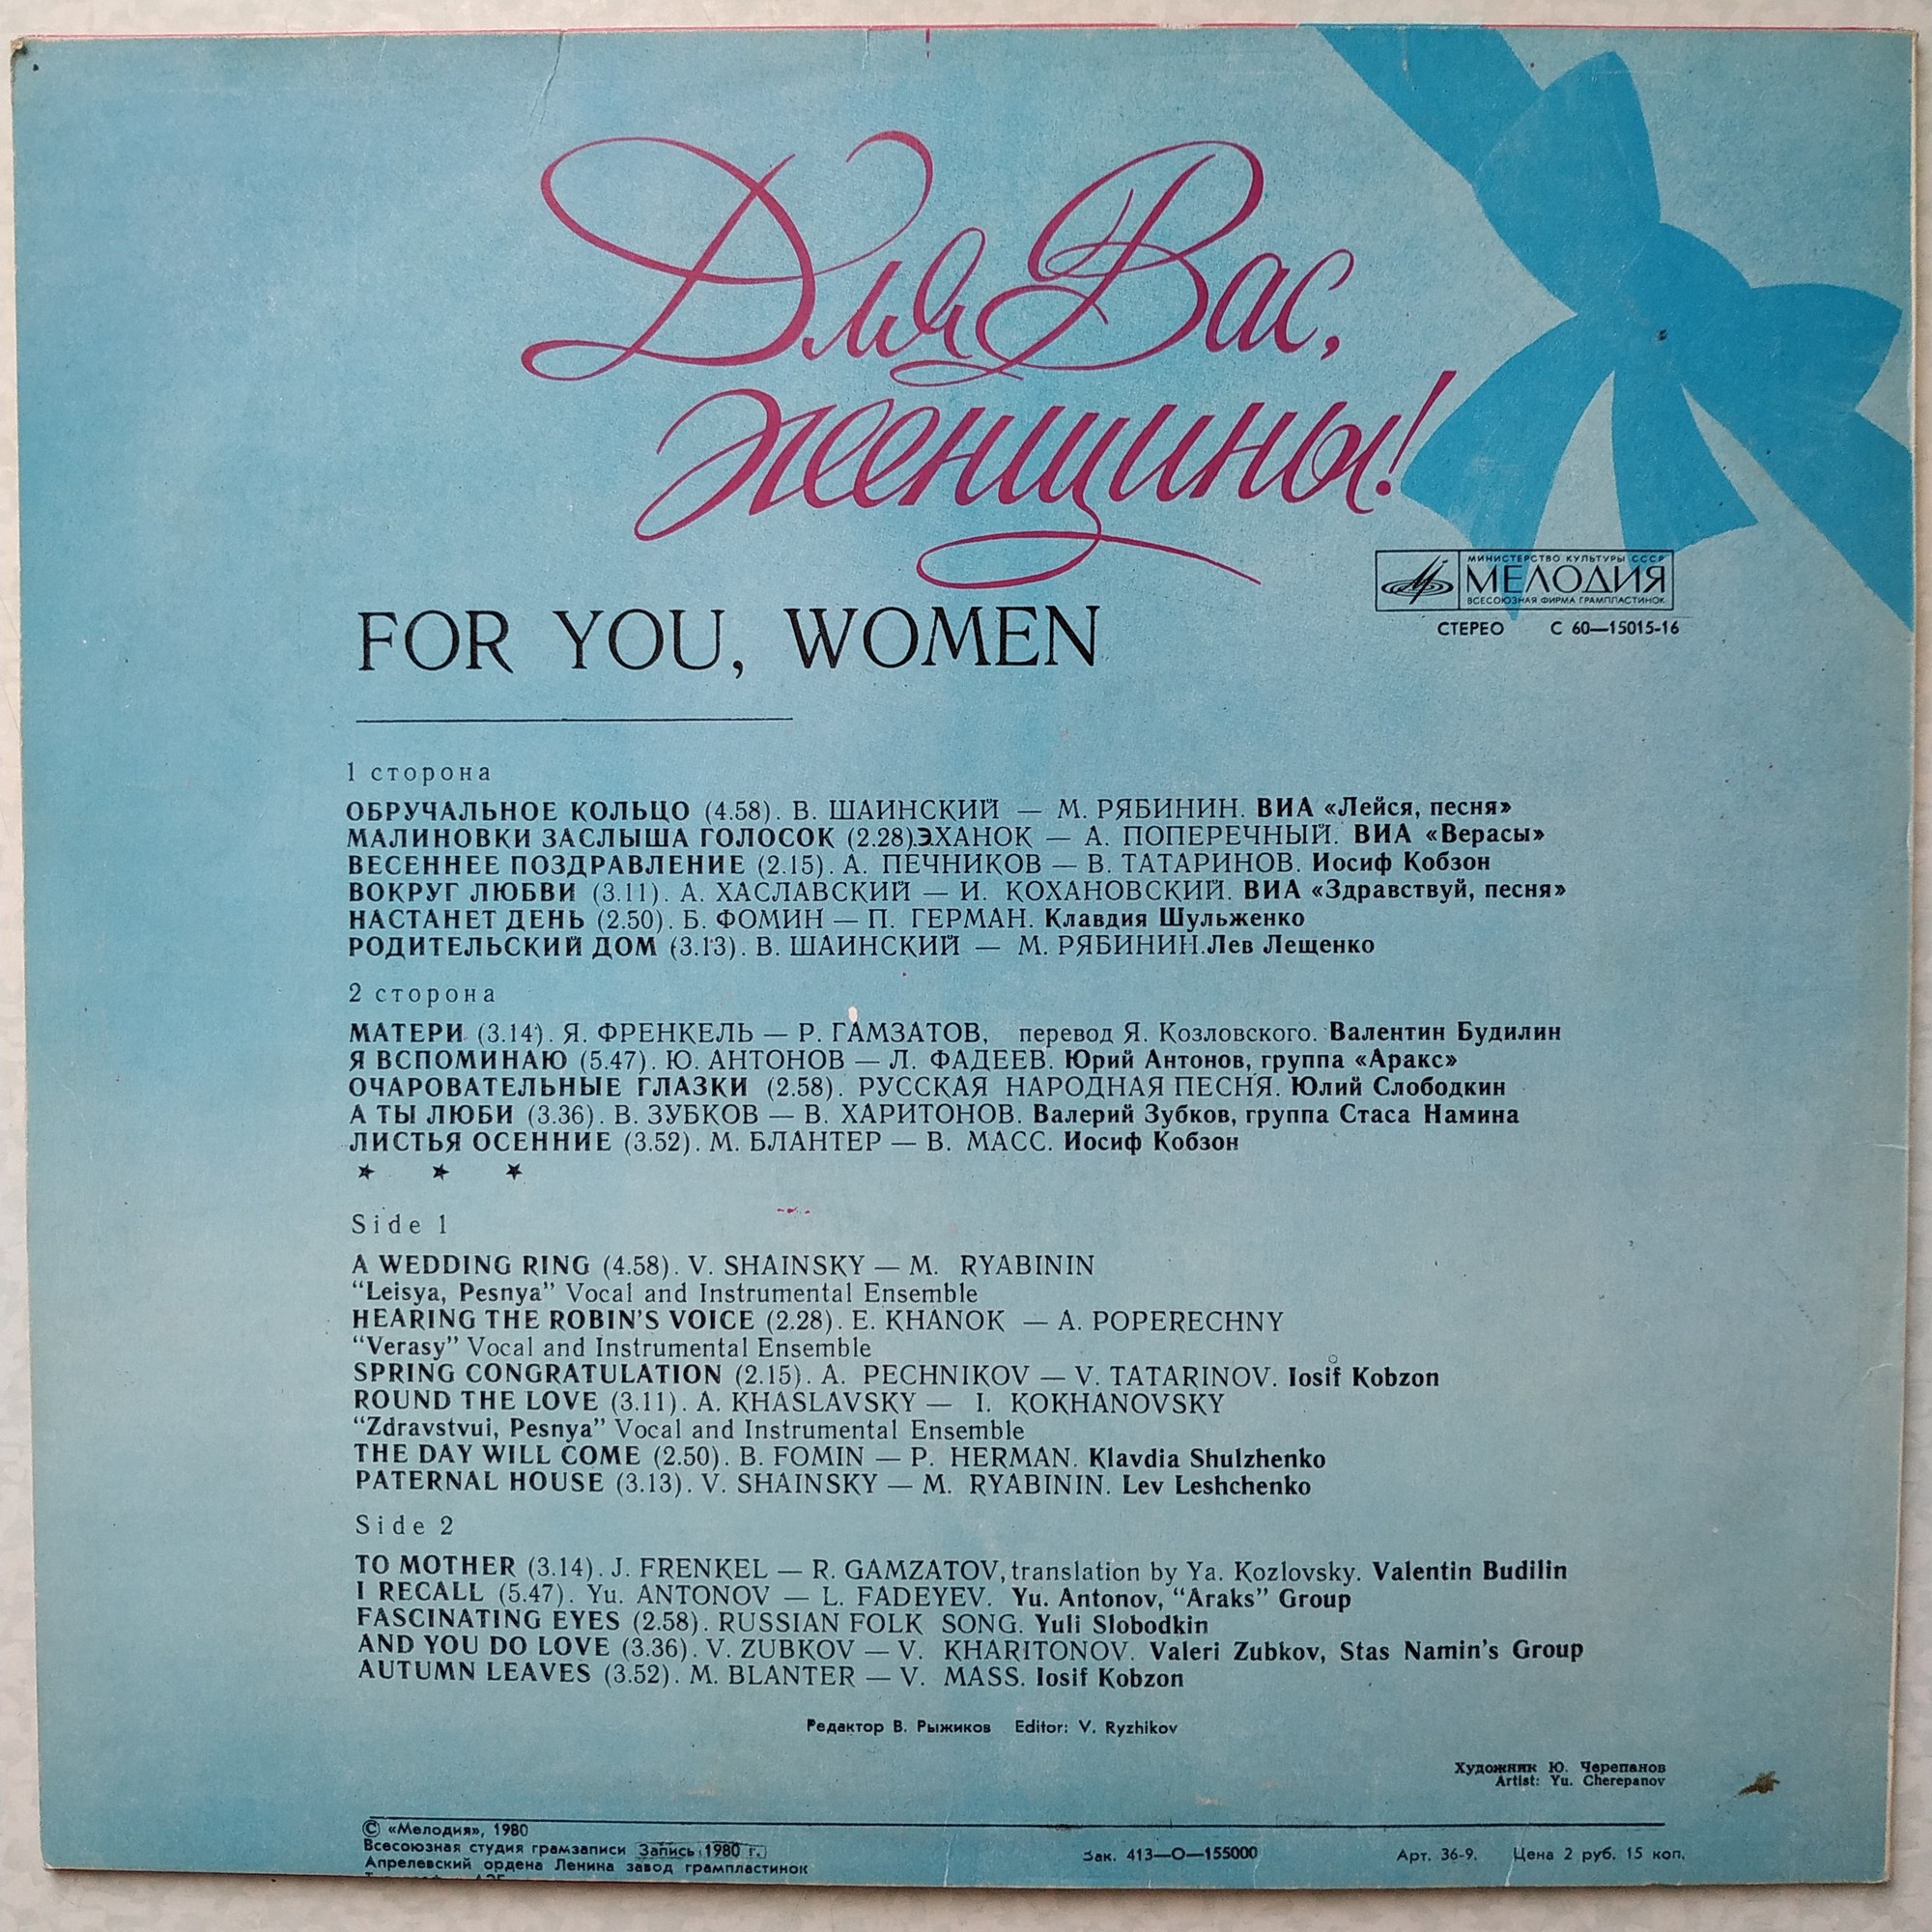 Для Вас,
женщины!
МИНИСТЕРСТВО КУЛЬТУРЫ СССР
МЕЛОДИЯ
ВСЕСОЮЗНАЯ ФИРМА ГРАМПЛАСТИНОК
СТЕРЕО С 60—15015-16
FOR YOU, WOMEN
1 сторона
ОБРУЧАЛЬНОЕ КОЛЬЦО (4.58). В. ШАИНСКИЙ — М. РЯБИНИН. ВИА «Лейся, песня»
МАЛИНОВКИ ЗАСЛЫША ГОЛОСОК (2.28).ЭХАНОК — А. ПОПЕРЕЧНЫЙ. ВИА «Верасы»
ВЕСЕННЕЕ ПОЗДРАВЛЕНИЕ (2.15). А. ПЕЧНИКОВ — В. ТАТАРИНОВ. Иосиф Кобзон
ВОКРУГ ЛЮБВИ (3.11). А. ХАСЛАВСКИЙ — И. КОХАНОВСКИЙ. ВИА «Здравствуй, песня»
НАСТАНЕТ ДЕНЬ (2.50). Б. ФОМИН — П. ГЕРМАН. Клавдия Шульженко
РОДИТЕЛЬСКИЙ ДОМ (3.13). В. ШАИНСКИЙ — М. РЯБИНИН.Лев Лещенко
2 сторона
МАТЕРИ (3.14). Я. ФРЕНКЕЛЬ — Р. ГАМЗАТОВ, перевод Я. Козловского. Валентин Будилин
Я ВСПОМИНАЮ (5.47). Ю. АНТОНОВ — Л. ФАДЕЕВ. Юрий Антонов, группа «Аракс»
ОЧАРОВАТЕЛЬНЫЕ ГЛАЗКИ (2.58). РУССКАЯ НАРОДНАЯ ПЕСНЯ. Юлий Слободкин
А ТЫ ЛЮБИ (3.36). В. ЗУБКОВ — В. ХАРИТОНОВ. Валерий Зубков, группа Стаса Намина
ЛИСТЬЯ ОСЕННИЕ (3.52). М. БЛАНТЕР — В. МАСС. Иосиф Кобзон
★ ★ ★
Side 1
A WEDDING RING (4.58). V. SHAINSKY — M. RYABININ
“Leisya, Pesnya” Vocal and Instrumental Ensemble
HEARING THE ROBIN'S VOICE (2.28). E. KHANOK — A. POPERECHNY
“Verasy” Vocal and Instrumental Ensemble
SPRING CONGRATULATION (2.15). A. PECHNIKOV — V. TATARINOV. Iosif Kobzon
ROUND THE LOVE (3.11). A. KHASLAVSKY — I. KOKHANOVSKY
“Zdravstvui, Pesnya” Vocal and Instrumental Ensemble
THE DAY WILL COME (2.50). B. FOMIN — P. HERMAN. Klavdia Shulzhenko
PATERNAL HOUSE (3.13). V. SHAINSKY — M. RYABININ. Lev Leshchenko
Side 2
TO MOTHER (3.14). J. FRENKEL — R. GAMZATOV, translation by Ya. Kozlovsky. Valentin Budilin
I RECALL (5.47). Yu. ANTONOV — L. FADEYEV. Yu. Antonov, “Araks” Group
FASCINATING EYES (2.58). RUSSIAN FOLK SONG. Yuli Slobodkin
AND YOU DO LOVE (3.36). V. ZUBKOV — V. KHARITONOV. Valeri Zubkov, Stas Namin's Group
AUTUMN LEAVES (3.52). M. BLANTER — V. MASS. Iosif Kobzon
Редактор В. Рыжиков Editor: V. Ryzhikov
Художник Ю. Черепанов
Artist: Yu. Cherepanov
© «Мелодия», 1980
Всесоюзная студия грамзаписи Запись 1980 г.
Апрелевский ордена Ленина завод грампластинок
Зак. 413—О—155000 Арт. 36-9. Цена 2 руб. 15 коп.